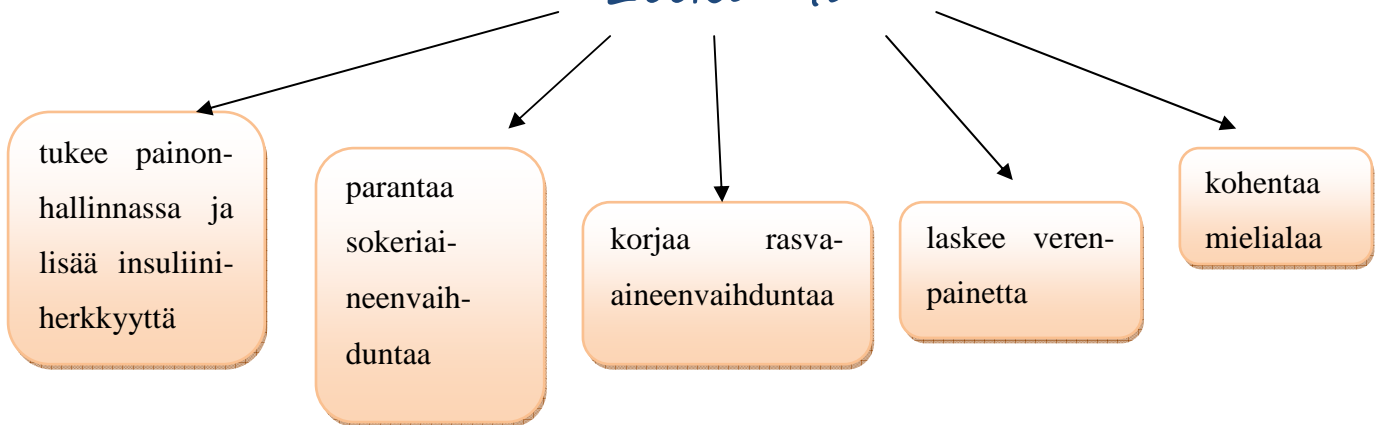 tukee painon-
hallinnassa ja
lisää insuliini-
herkkyyttä
parantaa
sokeriai-
neenvaih-
duntaa
korjaa rasva-
aineenvaihduntaa
laskee veren-
painetta
kohentaa
mielialaa